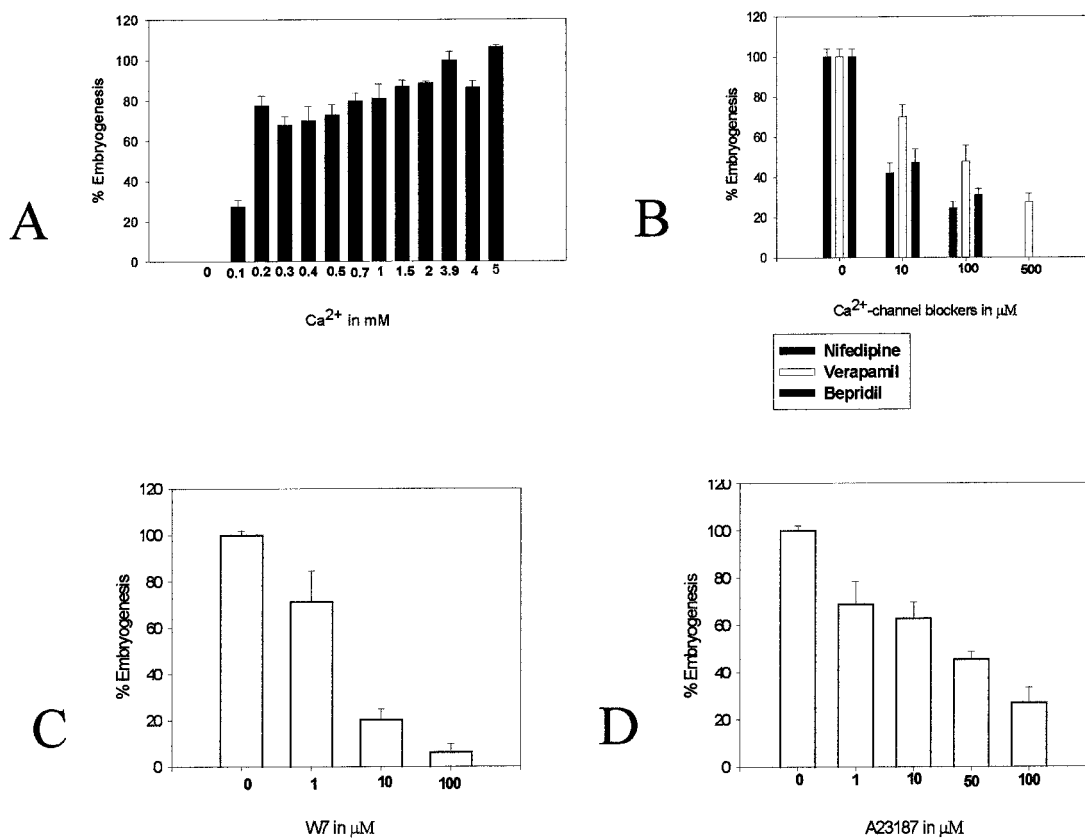 A
% Embryogenesis
120
100
80
60
40
20
0
0 0.1 0.2 0.3 0.4 0.5 0.7 1 1.5 2 3.9 4 5
Ca2+ in mM
B
% Embryogenesis
120
100
80
60
40
20
0
0 10 100 500
Ca2+-channel blockers in µM
Nifedipine
Verapamil
Bepridil
C
% Embryogenesis
120
100
80
60
40
20
0
0 1 10 100
W7 in µM
D
% Embryogenesis
120
100
80
60
40
20
0
0 1 10 50 100
A23187 in µM